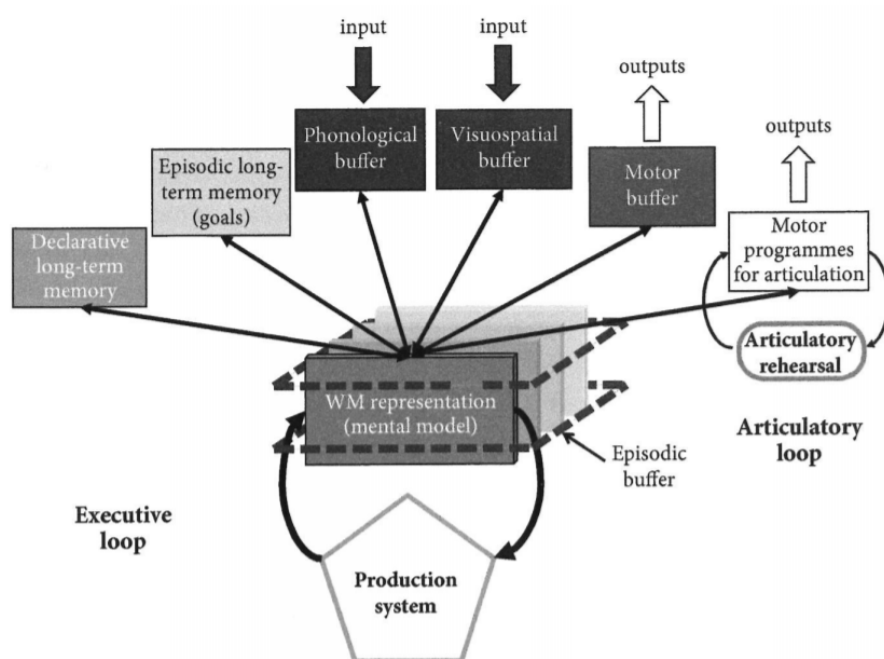 input
input
outputs
outputs
Phonological
buffer
Visuospatial
buffer
Motor
buffer
Episodic long-
term memory
(goals)
Motor
programmes
for articulation
Declarative
long-term
memory
Articulatory
rehearsal
WM representation
(mental model)
Articulatory
loop
Episodic
buffer
Executive
loop
Production
system